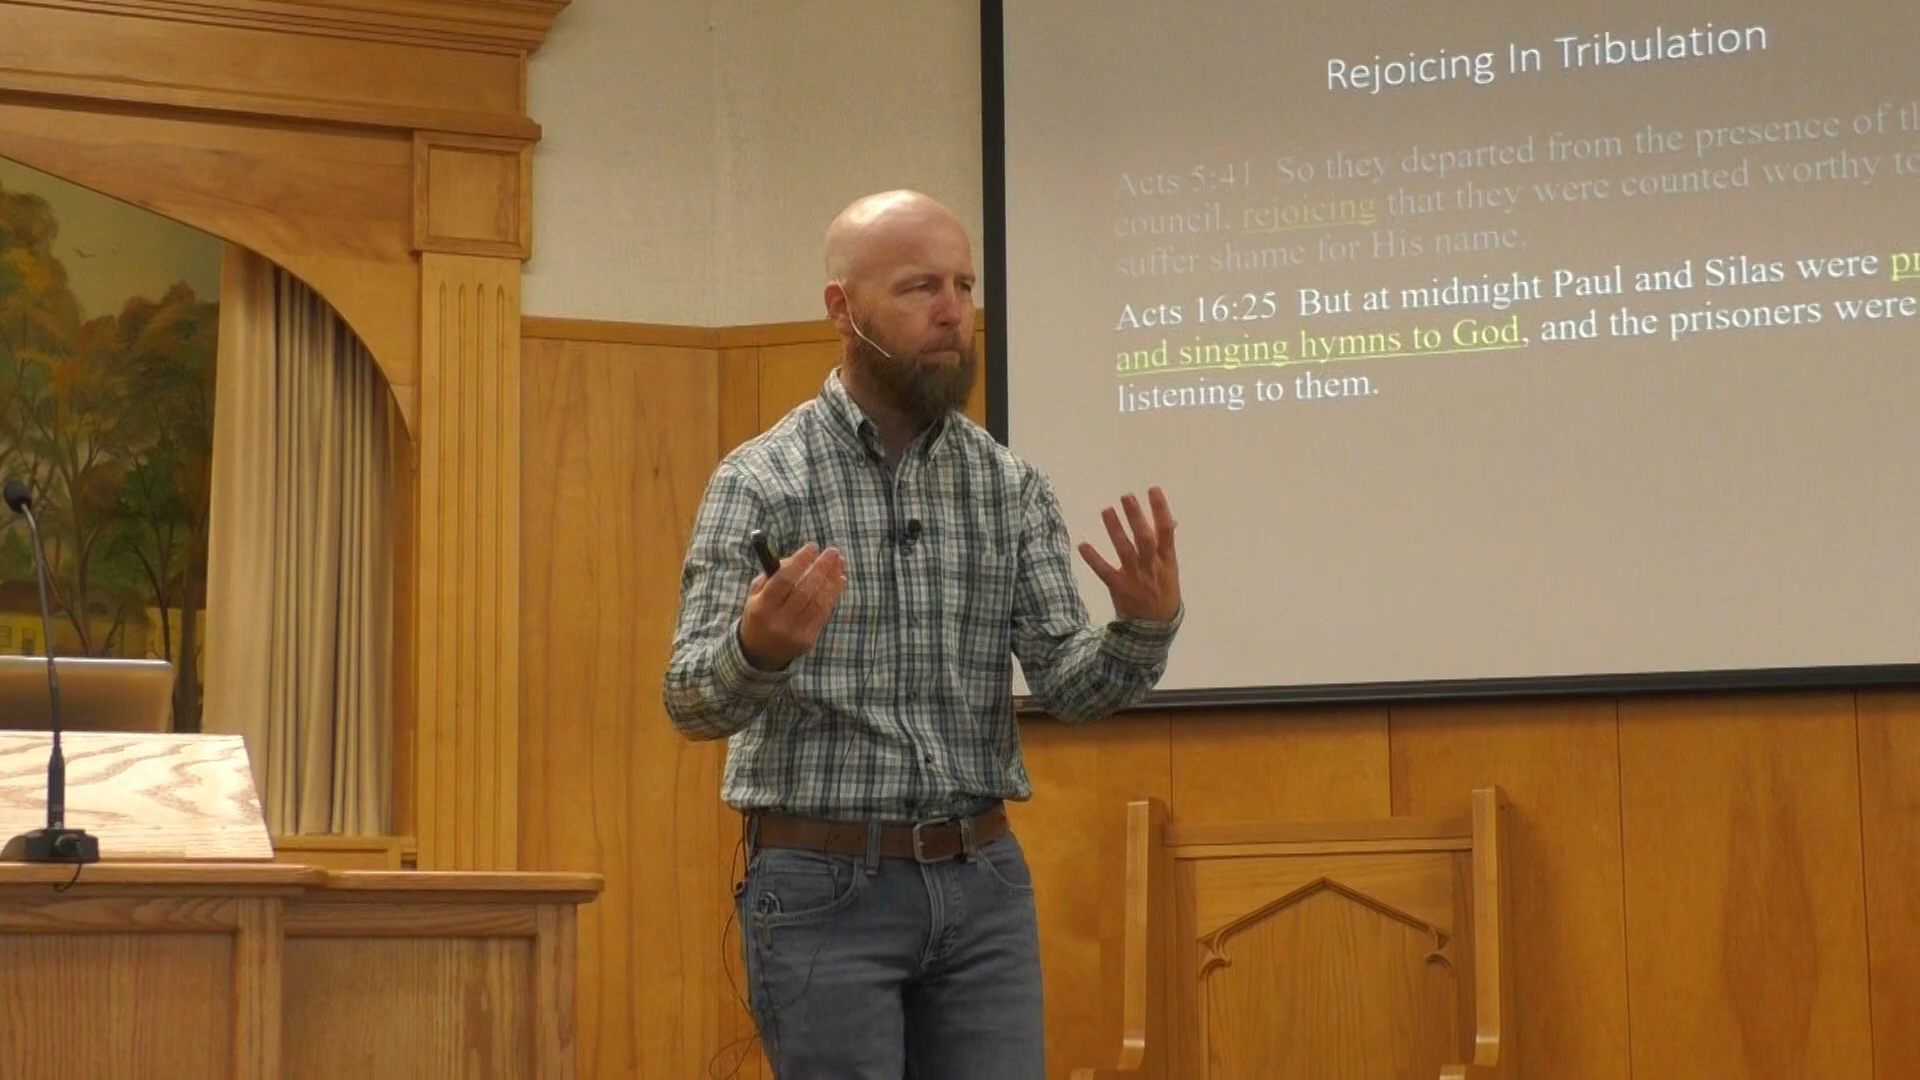 Rejoicing In Tribulation
Acts 5:41 So they departed from the presence of
council, rejoicing that they were counted worthy to
suffer shame for His name.
Acts 16:25 But at midnight Paul and Silas were
and singing hymns to God, and the prisoners were
listening to them.